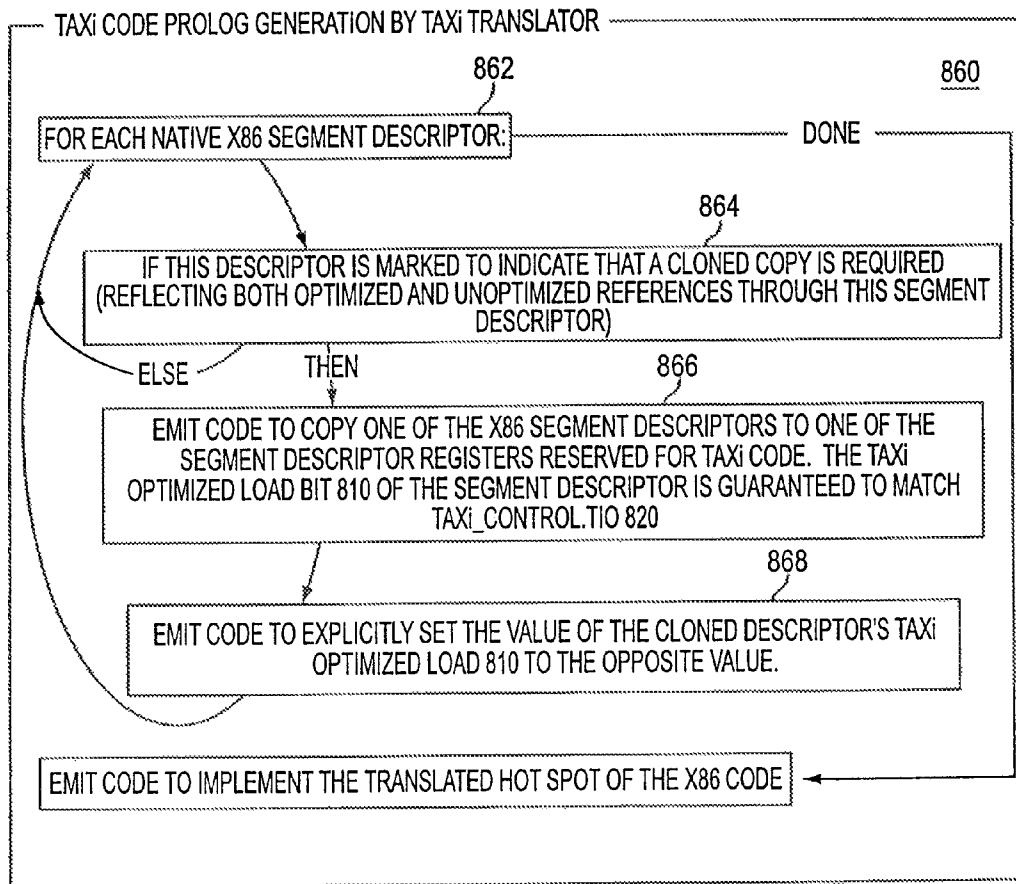 TAXi CODE PROLOG GENERATION BY TAXi TRANSLATOR
860
862
FOR EACH NATIVE X86 SEGMENT DESCRIPTOR:
DONE
864
IF THIS DESCRIPTOR IS MARKED TO INDICATE THAT A CLONED COPY IS REQUIRED
(REFLECTING BOTH OPTIMIZED AND UNOPTIMIZED REFERENCES THROUGH THIS SEGMENT
DESCRIPTOR)
ELSE
THEN
866
EMIT CODE TO COPY ONE OF THE X86 SEGMENT DESCRIPTORS TO ONE OF THE
SEGMENT DESCRIPTOR REGISTERS RESERVED FOR TAXi CODE. THE TAXi
OPTIMIZED LOAD BIT 810 OF THE SEGMENT DESCRIPTOR IS GUARANTEED TO MATCH
TAXi_CONTROL.TIO 820
868
EMIT CODE TO EXPLICITLY SET THE VALUE OF THE CLONED DESCRIPTOR'S TAXi
OPTIMIZED LOAD 810 TO THE OPPOSITE VALUE.
EMIT CODE TO IMPLEMENT THE TRANSLATED HOT SPOT OF THE X86 CODE